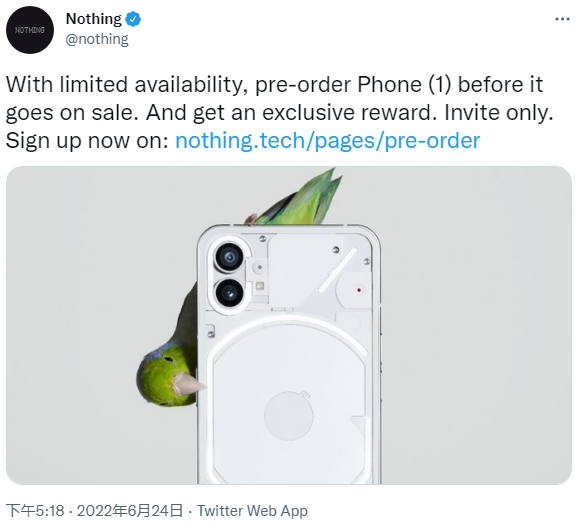 NOTHING
Nothing
@nothing
With limited availability, pre-order Phone (1) before it
goes on sale. And get an exclusive reward. Invite only.
Sign up now on: nothing.tech/pages/pre-order
下午5:18 · 2022年6月24日 · Twitter Web App